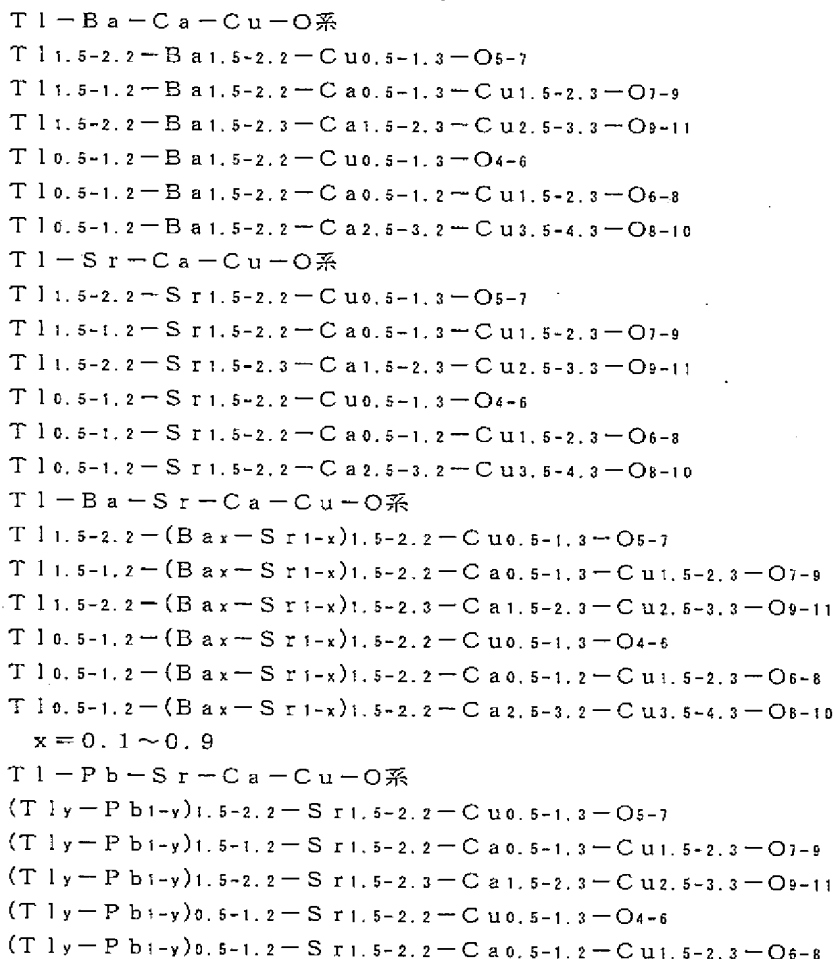 Tl-Ba-Ca-Cu-O系
Tl1.5-2.2-Ba1.5-2.2-Cu0.5-1.3-O5-7
Tl1.5-1.2-Ba1.5-2.2-Ca0.5-1.3-Cu1.5-2.3-O7-9
Tl1.5-2.2-Ba1.5-2.3-Ca1.5-2.3-Cu2.5-3.3-O9-11
Tl0.5-1.2-Ba1.5-2.2-Cu0.5-1.3-O4-6
Tl0.5-1.2-Ba1.5-2.2-Ca0.5-1.2-Cu1.5-2.3-O6-8
Tl0.5-1.2-Ba1.5-2.2-Ca2.5-3.2-Cu3.5-4.3-O8-10
Tl-Sr-Ca-Cu-O系
Tl1.5-2.2-Sr1.5-2.2-Cu0.5-1.3-O5-7
Tl1.5-1.2-Sr1.5-2.2-Ca0.5-1.3-Cu1.5-2.3-O7-9
Tl1.5-2.2-Sr1.5-2.3-Ca1.5-2.3-Cu2.5-3.3-O9-11
Tl0.5-1.2-Sr1.5-2.2-Cu0.5-1.3-O4-6
Tl0.5-1.2-Sr1.5-2.2-Ca0.5-1.2-Cu1.5-2.3-O6-8
Tl0.5-1.2-Sr1.5-2.2-Ca2.5-3.2-Cu3.5-4.3-O8-10
Tl-Ba-Sr-Ca-Cu-O系
Tl1.5-2.2-(Bax-Sr1-x)1.5-2.2-Cu0.5-1.3-O5-7
Tl1.5-1.2-(Bax-Sr1-x)1.5-2.2-Ca0.5-1.3-Cu1.5-2.3-O7-9
Tl1.5-2.2-(Bax-Sr1-x)1.5-2.3-Ca1.5-2.3-Cu2.5-3.3-O9-11
Tl0.5-1.2-(Bax-Sr1-x)1.5-2.2-Cu0.5-1.3-O4-6
Tl0.5-1.2-(Bax-Sr1-x)1.5-2.2-Ca0.5-1.2-Cu1.5-2.3-O6-8
Tl0.5-1.2-(Bax-Sr1-x)1.5-2.2-Ca2.5-3.2-Cu3.5-4.3-O8-10
x=0.1~0.9
Tl-Pb-Sr-Ca-Cu-O系
(Tly-Pb1-y)1.5-2.2-Sr1.5-2.2-Cu0.5-1.3-O5-7
(Tly-Pb1-y)1.5-1.2-Sr1.5-2.2-Ca0.5-1.3-Cu1.5-2.3-O7-9
(Tly-Pb1-y)1.5-2.2-Sr1.5-2.3-Ca1.5-2.3-Cu2.5-3.3-O9-11
(Tly-Pb1-y)0.5-1.2-Sr1.5-2.2-Cu0.5-1.3-O4-6
(Tly-Pb1-y)0.5-1.2-Sr1.5-2.2-Ca0.5-1.2-Cu1.5-2.3-O6-8